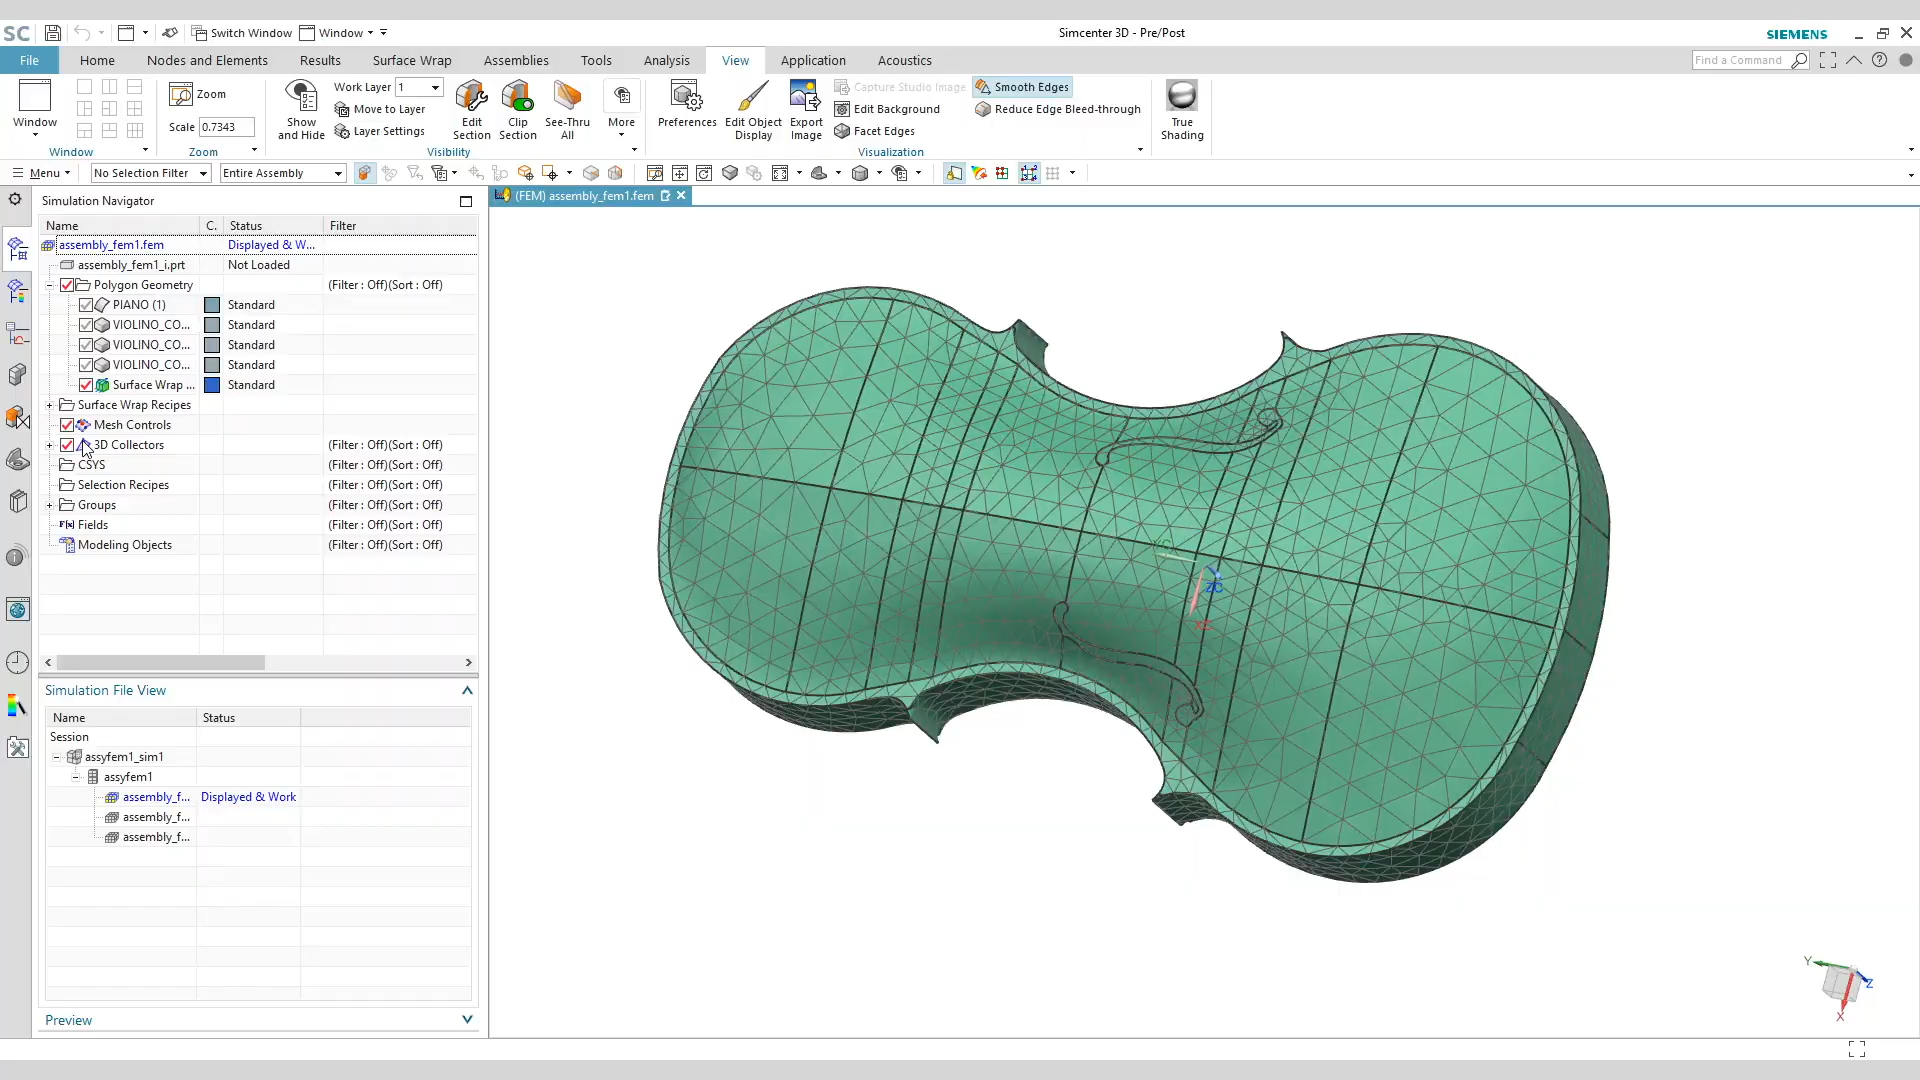 SC Switch Window Window Simcenter 3D - Pre/Post SIEMENS
File Home Nodes and Elements Results Surface Wrap Assemblies Tools Analysis View Application Acoustics Find a Command
Window
Zoom
Scale 0.7343
Show and Hide
Work Layer 1
Move to Layer
Layer Settings
Edit Section
Clip Section
See-Thru All
More
Preferences
Edit Object Display
Export Image
Capture Studio Image
Edit Background
Facet Edges
Smooth Edges
Reduce Edge Bleed-through
True Shading
Window Zoom Visibility Visualization
Menu No Selection Filter Entire Assembly
Simulation Navigator
(FEM) assembly_fem1.fem
Name C. Status Filter
assembly_fem1.fem Displayed & W...
assembly_fem1_i.prt Not Loaded
Polygon Geometry (Filter : Off)(Sort : Off)
PIANO (1) Standard
VIOLINO_CO... Standard
VIOLINO_CO... Standard
VIOLINO_CO... Standard
Surface Wrap ... Standard
Surface Wrap Recipes
Mesh Controls
3D Collectors (Filter : Off)(Sort : Off)
CSYS (Filter : Off)(Sort : Off)
Selection Recipes (Filter : Off)(Sort : Off)
Groups (Filter : Off)(Sort : Off)
Fields (Filter : Off)(Sort : Off)
Modeling Objects (Filter : Off)(Sort : Off)
YC
ZC
XC
Simulation File View
Name Status
Session
assyfem1_sim1
assyfem1
assembly_f... Displayed & Work
assembly_f...
assembly_f...
Preview
Y
Z
X